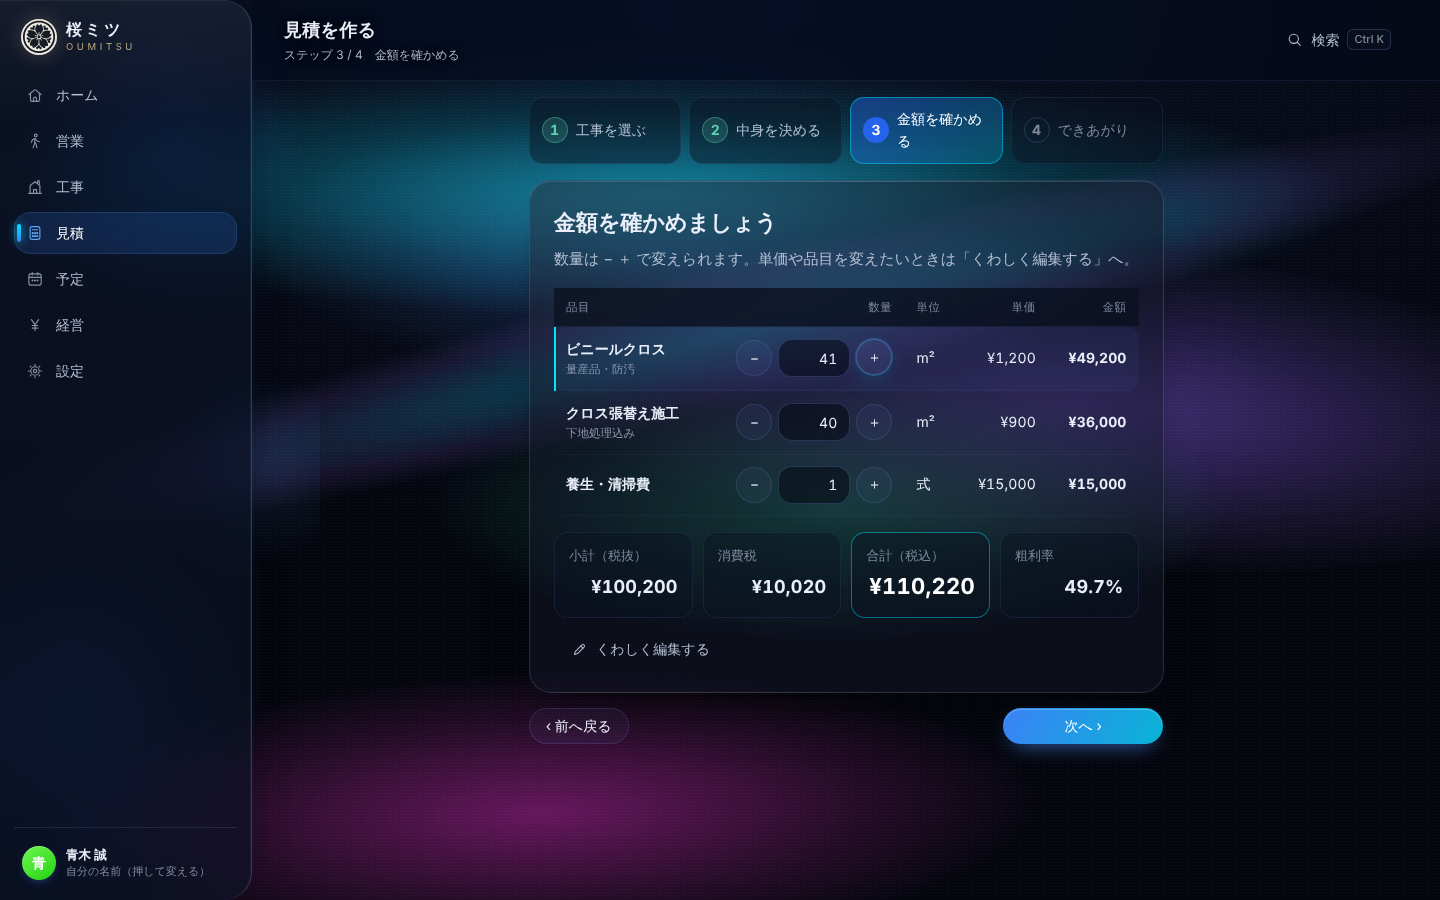 桜ミツ
OUMITSU
ホーム
営業
工事
見積
予定
経営
設定
青
青木 誠
自分の名前（押して変える）
見積を作る
ステップ 3 / 4　金額を確かめる
検索 Ctrl K
1 工事を選ぶ
2 中身を決める
3 金額を確かめ
る
4 できあがり
金額を確かめましょう
数量は − ＋ で変えられます。単価や品目を変えたいときは「くわしく編集する」へ。
品目 数量 単位 単価 金額
ビニールクロス − 41 + m² ¥1,200 ¥49,200
量産品・防汚
クロス張替え施工 − 40 + m² ¥900 ¥36,000
下地処理込み
養生・清掃費 − 1 + 式 ¥15,000 ¥15,000
小計（税抜） 消費税 合計（税込） 粗利率
¥100,200 ¥10,020 ¥110,220 49.7%
くわしく編集する
‹ 前へ戻る
次へ ›